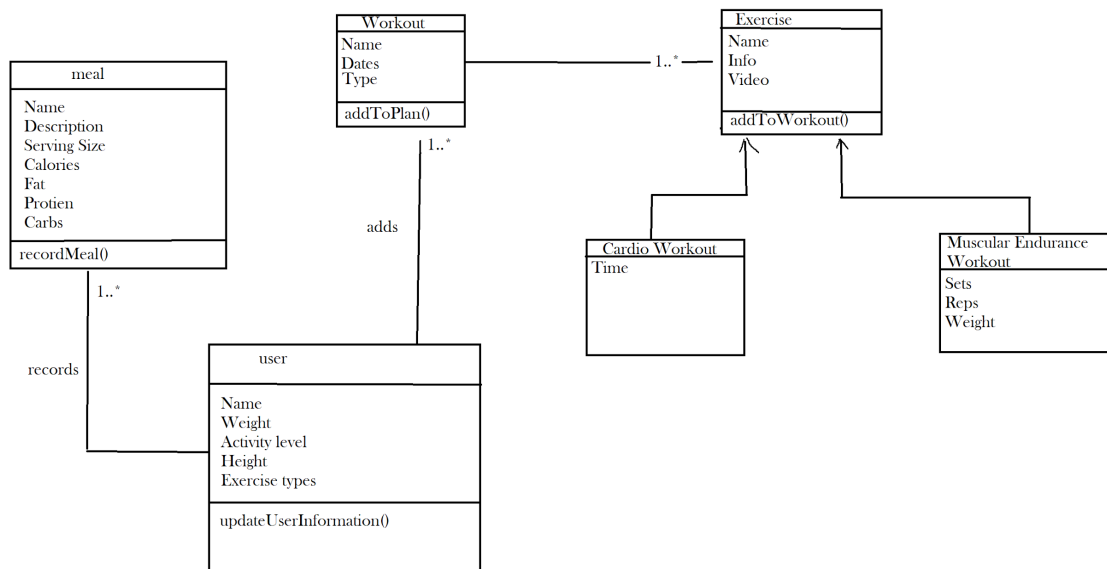 Workout
Name
Dates
Type
addToPlan()
1..*
Exercise
Name
Info
Video
addToWorkout()
1..*
meal
Name
Description
Serving Size
Calories
Fat
Protien
Carbs
recordMeal()
1..*
adds
records
Cardio Workout
Time
Muscular Endurance
Workout
Sets
Reps
Weight
user
Name
Weight
Activity level
Height
Exercise types
updateUserInformation()